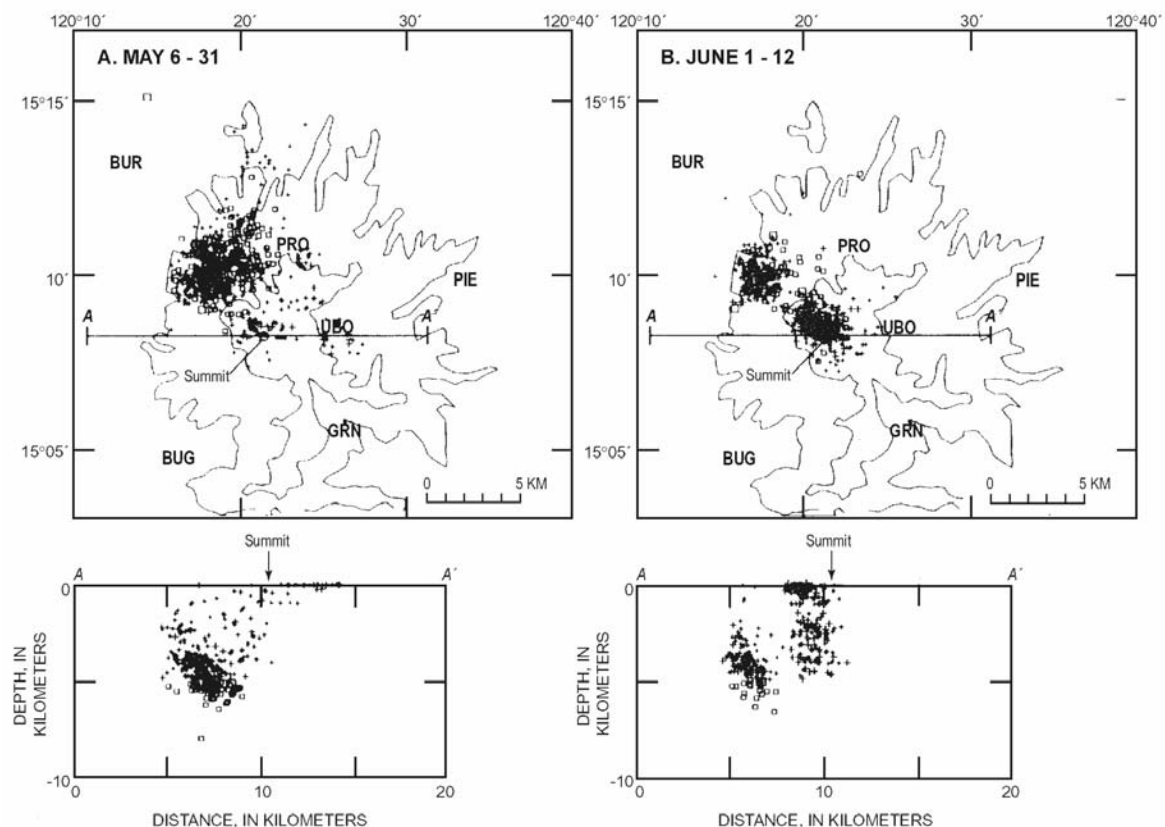 120°10´ 20´ 30´ 120°40´
A. MAY 6 - 31
15°15´
BUR
PRO
10´
PIE
A A´
UBO
Summit
15°05´
GRN
BUG
0 5 KM
120°10´ 20´ 30´ 120°40´
B. JUNE 1 - 12
15°15´
BUR
PRO
10´
PIE
A A´
UBO
Summit
15°05´
GRN
BUG
0 5 KM
Summit
A A´
0
DEPTH, IN
KILOMETERS
-10
0 10 20
DISTANCE, IN KILOMETERS
Summit
A A´
0
DEPTH, IN
KILOMETERS
-10
0 10 20
DISTANCE, IN KILOMETERS